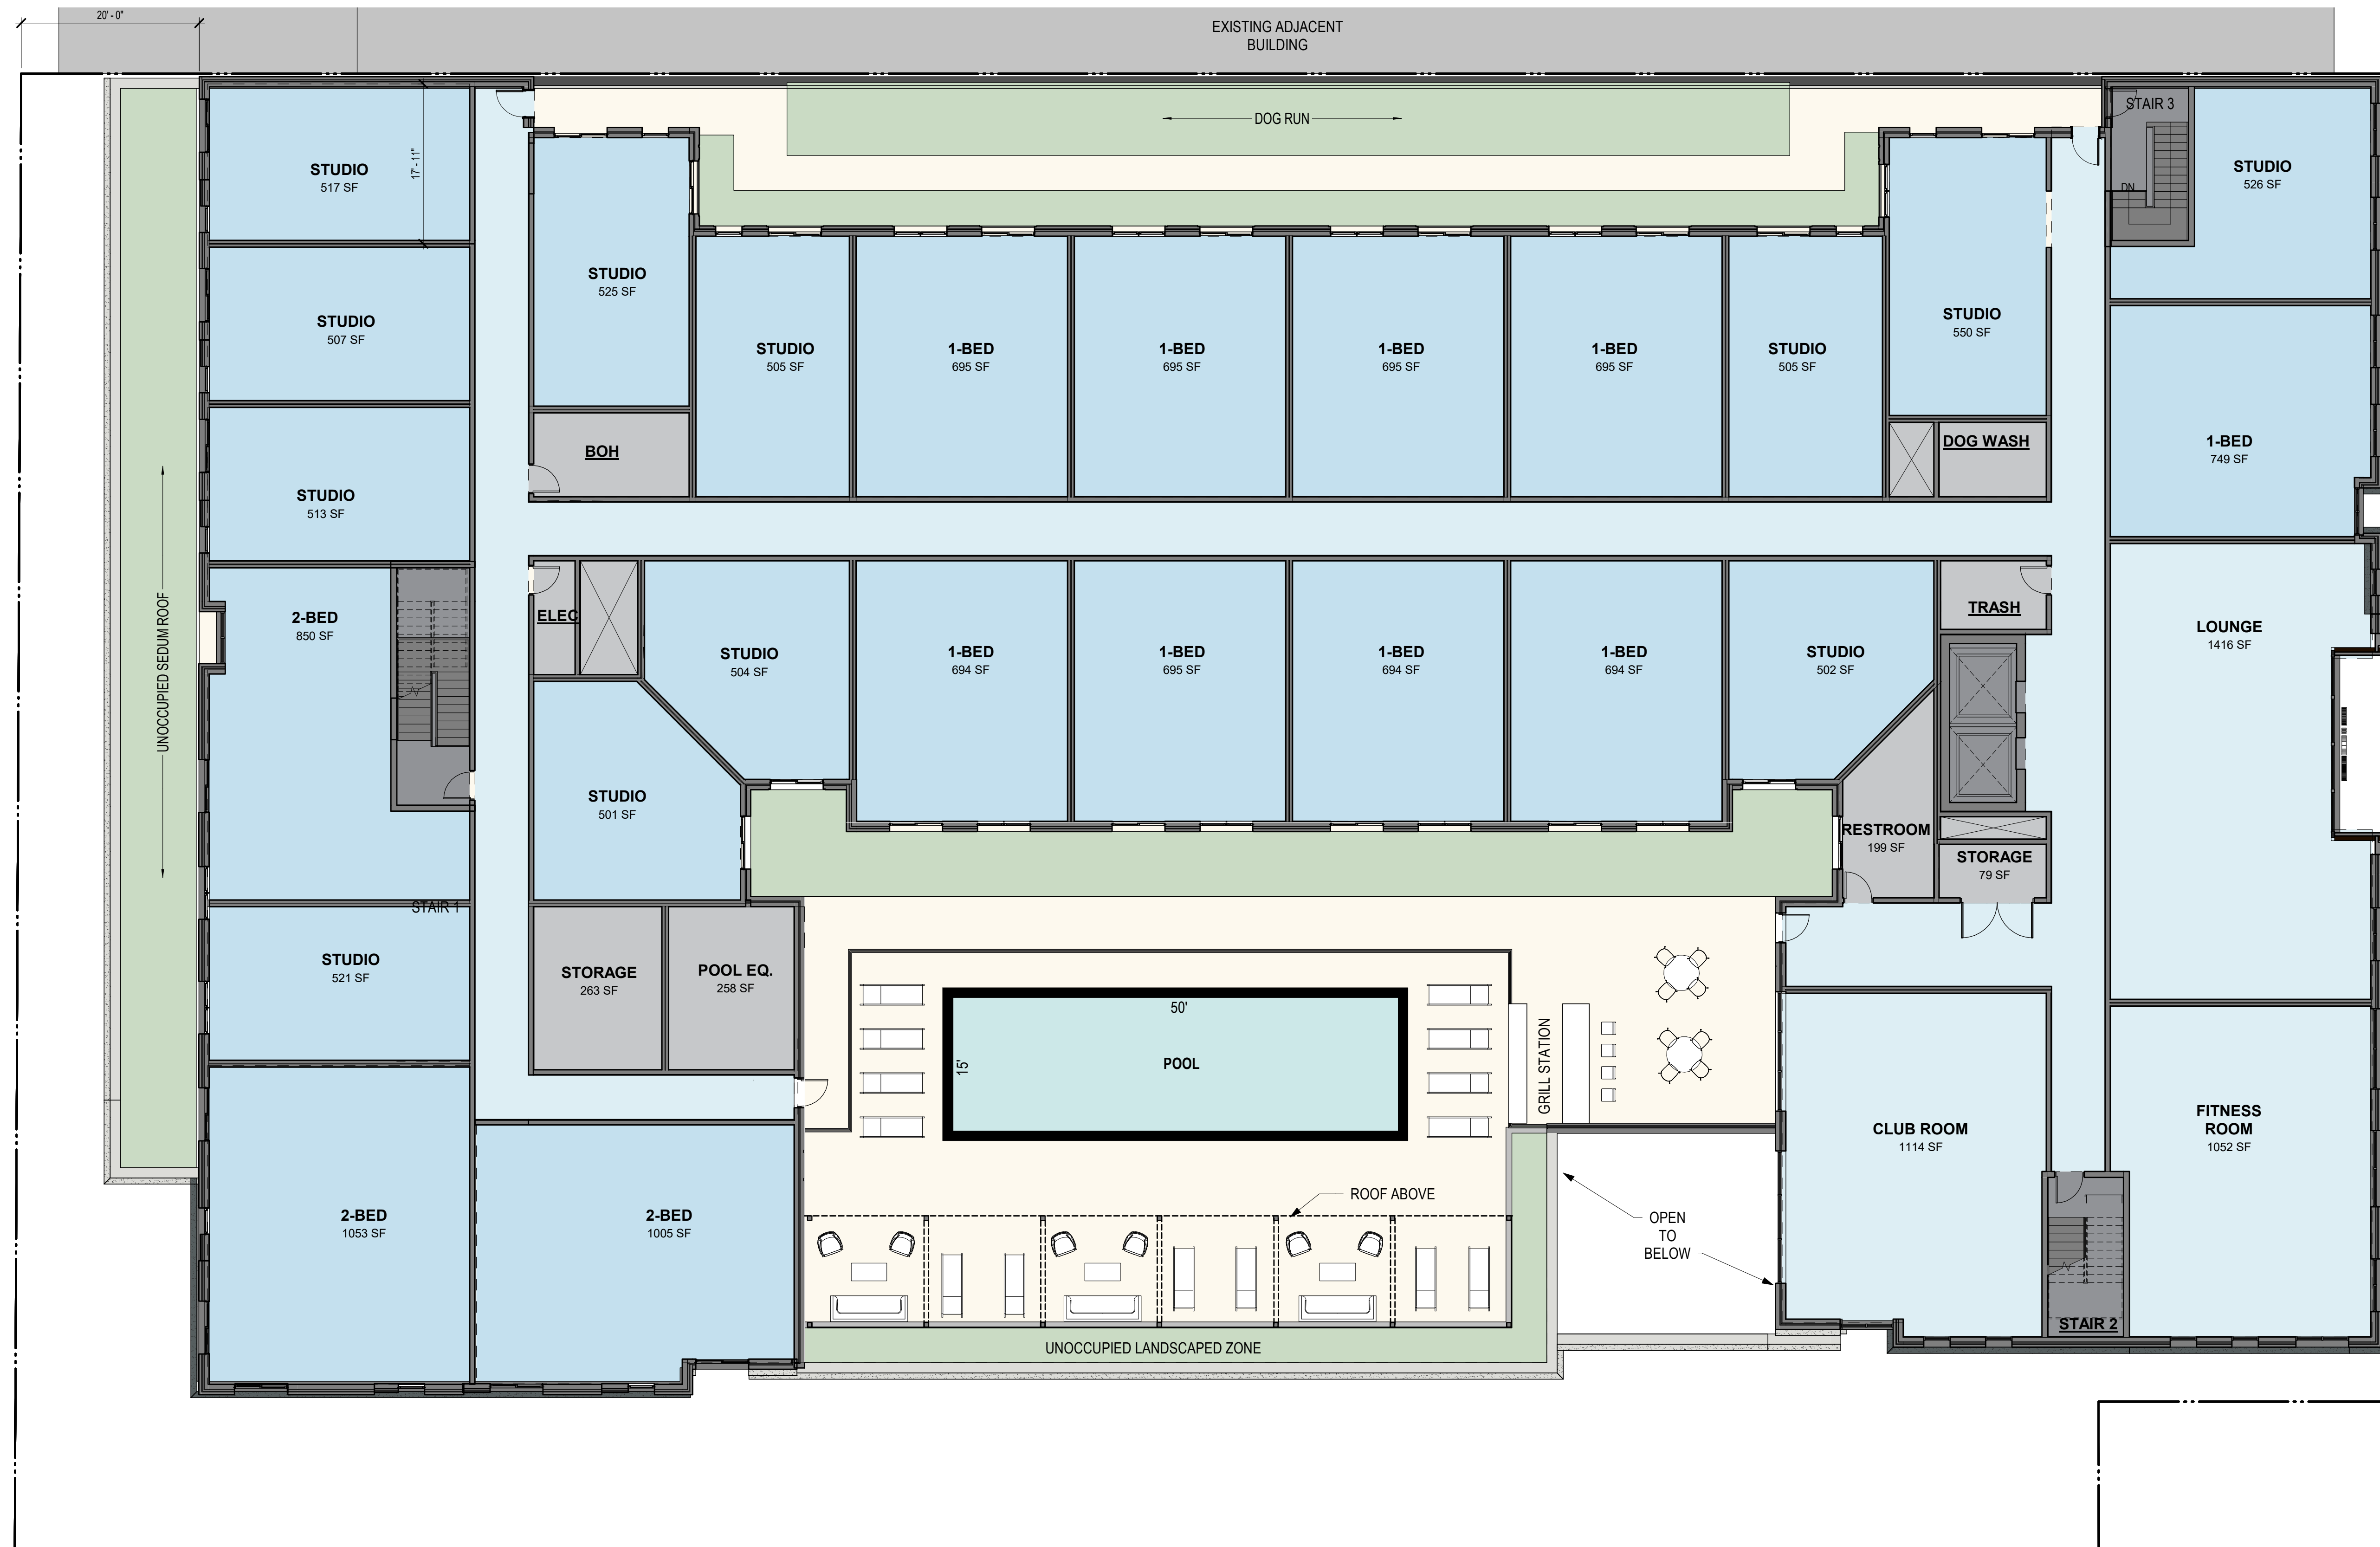 20' - 0"
EXISTING ADJACENT
BUILDING
DOG RUN
STAIR 3
DN
STUDIO
517 SF
17' - 11"
STUDIO
526 SF
STUDIO
525 SF
STUDIO
507 SF
STUDIO
550 SF
STUDIO
505 SF
1-BED
695 SF
1-BED
695 SF
1-BED
695 SF
1-BED
695 SF
STUDIO
505 SF
BOH
DOG WASH
1-BED
749 SF
STUDIO
513 SF
UNOCCUPIED SEDUM ROOF
2-BED
850 SF
ELEC
STUDIO
504 SF
1-BED
694 SF
1-BED
695 SF
1-BED
694 SF
1-BED
694 SF
STUDIO
502 SF
TRASH
LOUNGE
1416 SF
STUDIO
501 SF
RESTROOM
199 SF
STORAGE
79 SF
STAIR 1
STUDIO
521 SF
STORAGE
263 SF
POOL EQ.
258 SF
50'
15'
POOL
GRILL STATION
CLUB ROOM
1114 SF
FITNESS
ROOM
1052 SF
2-BED
1053 SF
2-BED
1005 SF
ROOF ABOVE
OPEN
TO
BELOW
STAIR 2
UNOCCUPIED LANDSCAPED ZONE